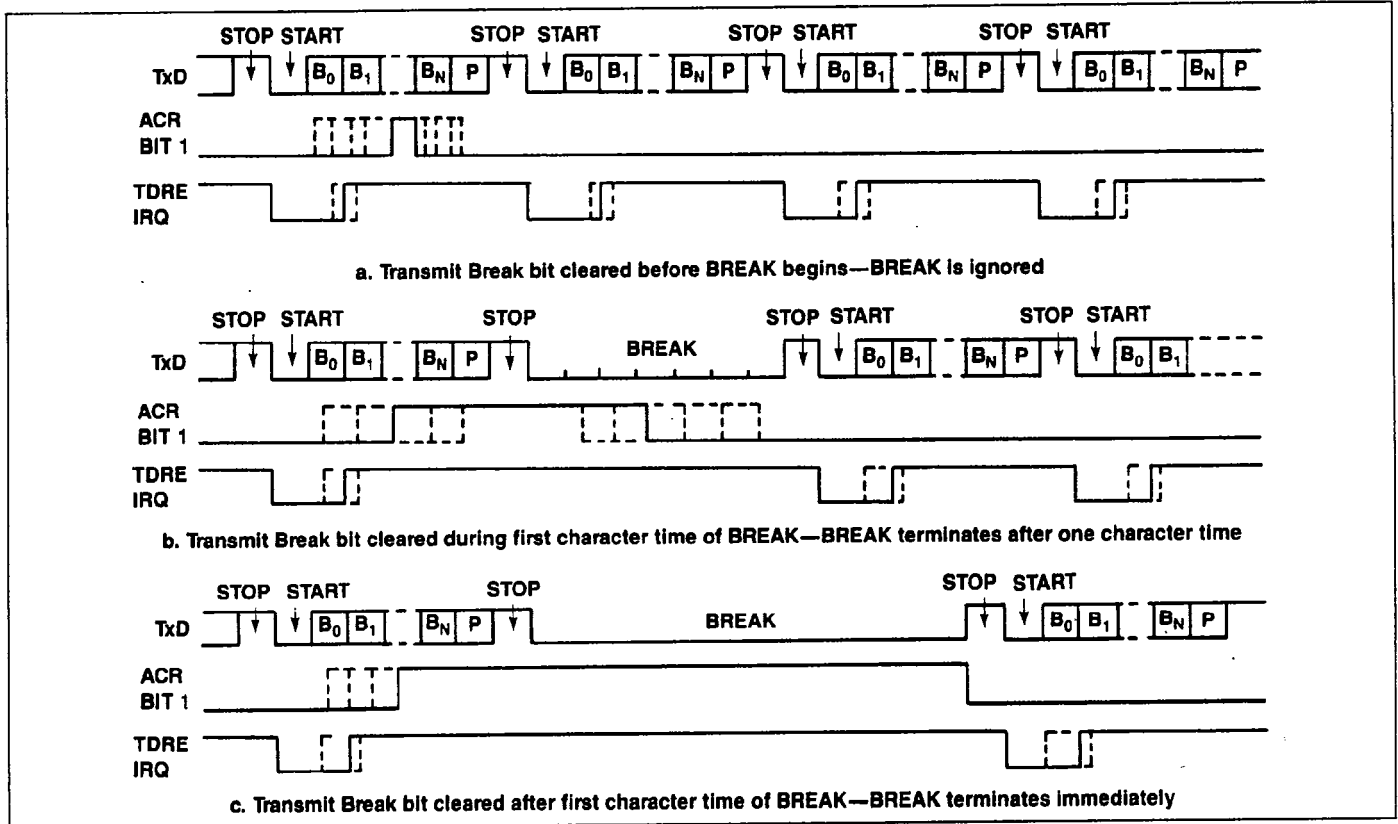 STOP START STOP START STOP START STOP START
TxD B0 B1 BN P B0 B1 BN P B0 B1 BN P B0 B1 BN P
ACR
BIT 1
TDRE
IRQ
a. Transmit Break bit cleared before BREAK begins—BREAK is ignored
STOP START STOP STOP START STOP START
TxD B0 B1 BN P BREAK B0 B1 BN P B0 B1
ACR
BIT 1
TDRE
IRQ
b. Transmit Break bit cleared during first character time of BREAK—BREAK terminates after one character time
STOP START STOP STOP START
TxD B0 B1 BN P BREAK B0 B1 BN P
ACR
BIT 1
TDRE
IRQ
c. Transmit Break bit cleared after first character time of BREAK—BREAK terminates immediately